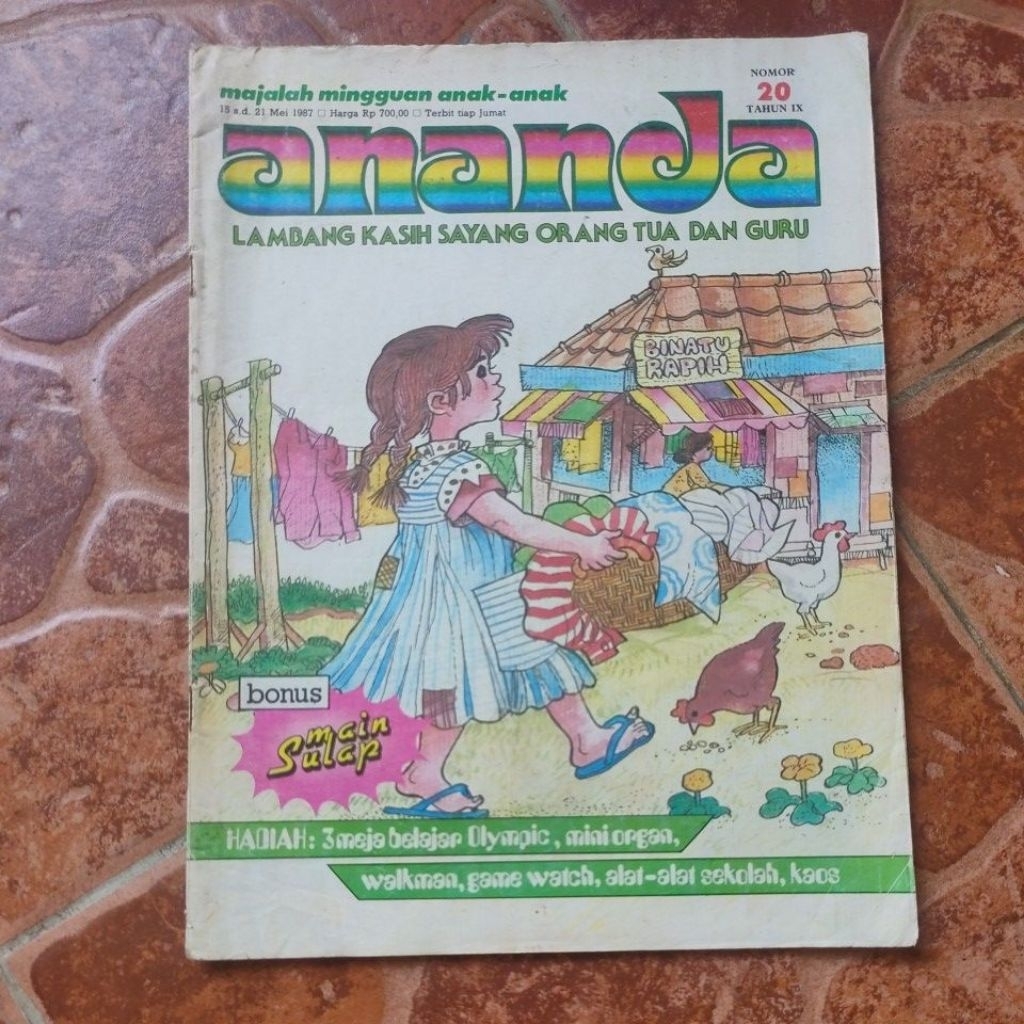 majalah mingguan anak-anak
15 s.d. 21 Mei 1987 □ Harga Rp 700,00 □ Terbit tiap Jumat
NOMOR
20
TAHUN IX
ananda
LAMBANG KASIH SAYANG ORANG TUA DAN GURU
BINATU
RAPIH
bonus
main
Sulap
HADIAH: 3 meja belajar Olympic, mini organ,
walkman, game watch, alat-alat sekolah, kaos